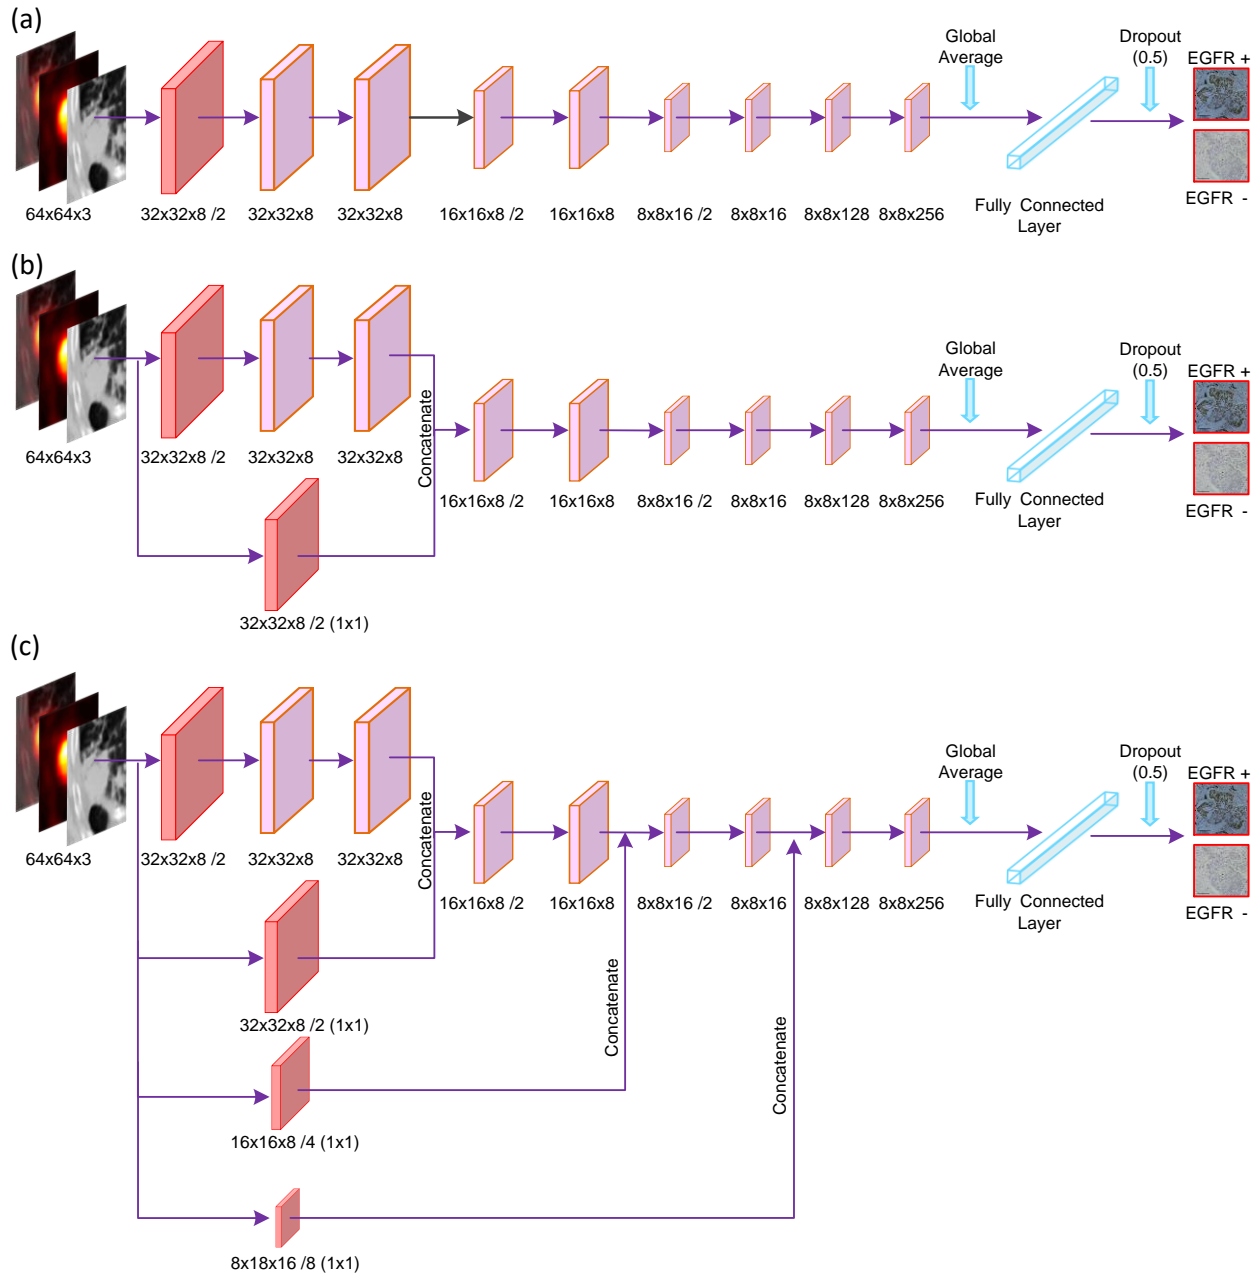 (a)
Global
Average
Dropout
(0.5)
EGFR +
64x64x3
32x32x8 /2
32x32x8
32x32x8
16x16x8 /2
16x16x8
8x8x16 /2
8x8x16
8x8x128
8x8x256
Fully Connected
Layer
EGFR -
(b)
Global
Average
Dropout
(0.5)
EGFR +
64x64x3
32x32x8 /2
32x32x8
32x32x8
Concatenate
16x16x8 /2
16x16x8
8x8x16 /2
8x8x16
8x8x128
8x8x256
Fully Connected
Layer
EGFR -
32x32x8 /2 (1x1)
(c)
Global
Average
Dropout
(0.5)
EGFR +
64x64x3
32x32x8 /2
32x32x8
32x32x8
Concatenate
16x16x8 /2
16x16x8
8x8x16 /2
8x8x16
8x8x128
8x8x256
Fully Connected
Layer
EGFR -
32x32x8 /2 (1x1)
Concatenate
Concatenate
16x16x8 /4 (1x1)
8x18x16 /8 (1x1)